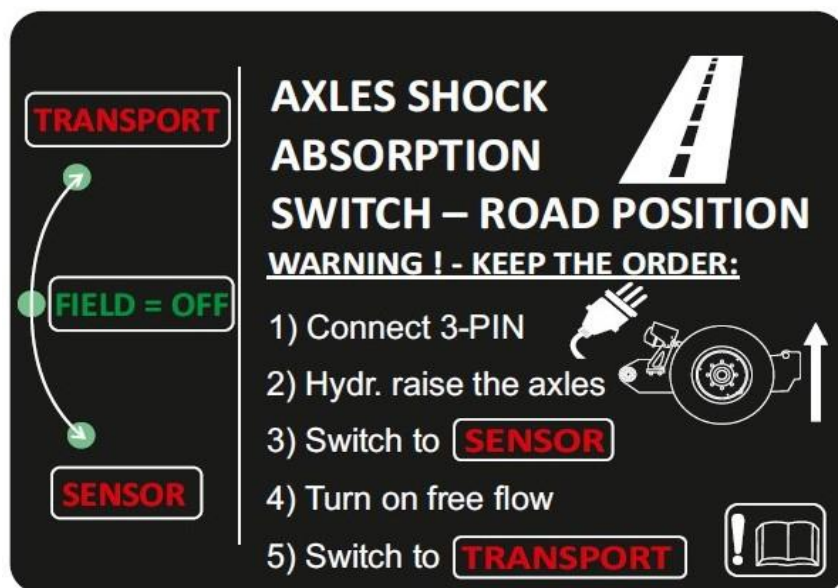 TRANSPORT
FIELD = OFF
SENSOR
AXLES SHOCK
ABSORPTION
SWITCH – ROAD POSITION
WARNING ! - KEEP THE ORDER:
1) Connect 3-PIN
2) Hydr. raise the axles
3) Switch to SENSOR
4) Turn on free flow
5) Switch to TRANSPORT